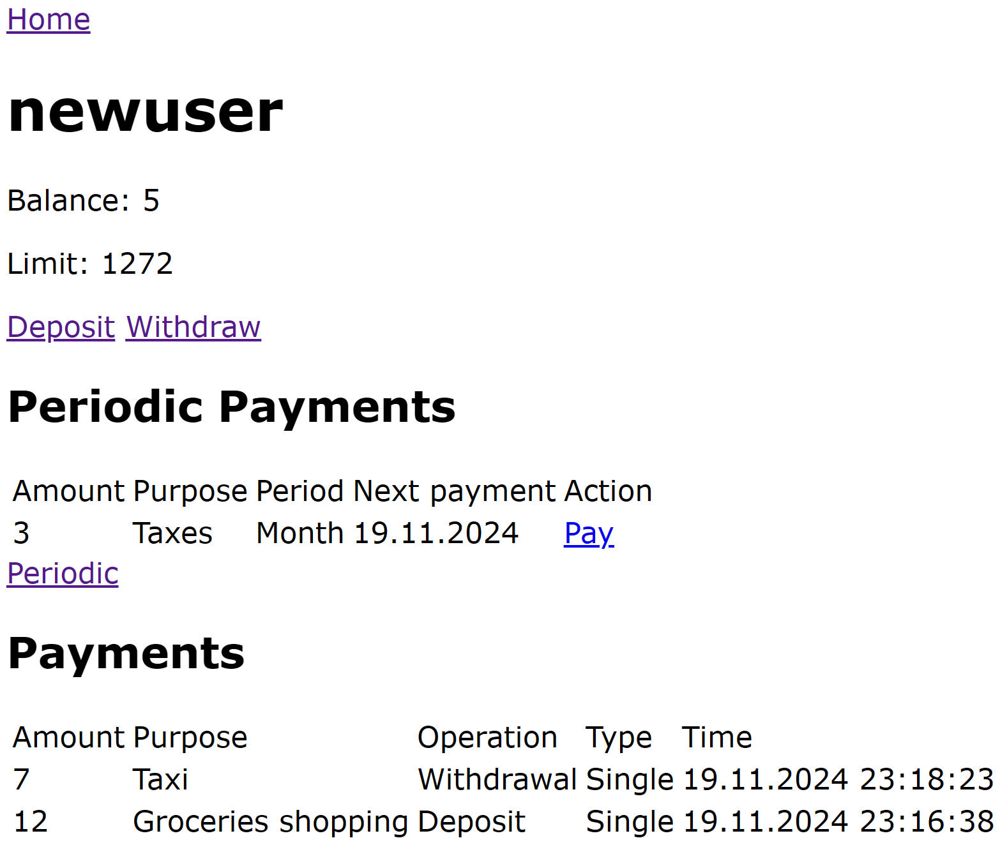 Home
newuser
Balance: 5
Limit: 1272
Deposit Withdraw
Periodic Payments
Amount Purpose Period Next payment Action
3 Taxes Month 19.11.2024 Pay
Periodic
Payments
Amount Purpose Operation Type Time
7 Taxi Withdrawal Single 19.11.2024 23:18:23
12 Groceries shopping Deposit Single 19.11.2024 23:16:38